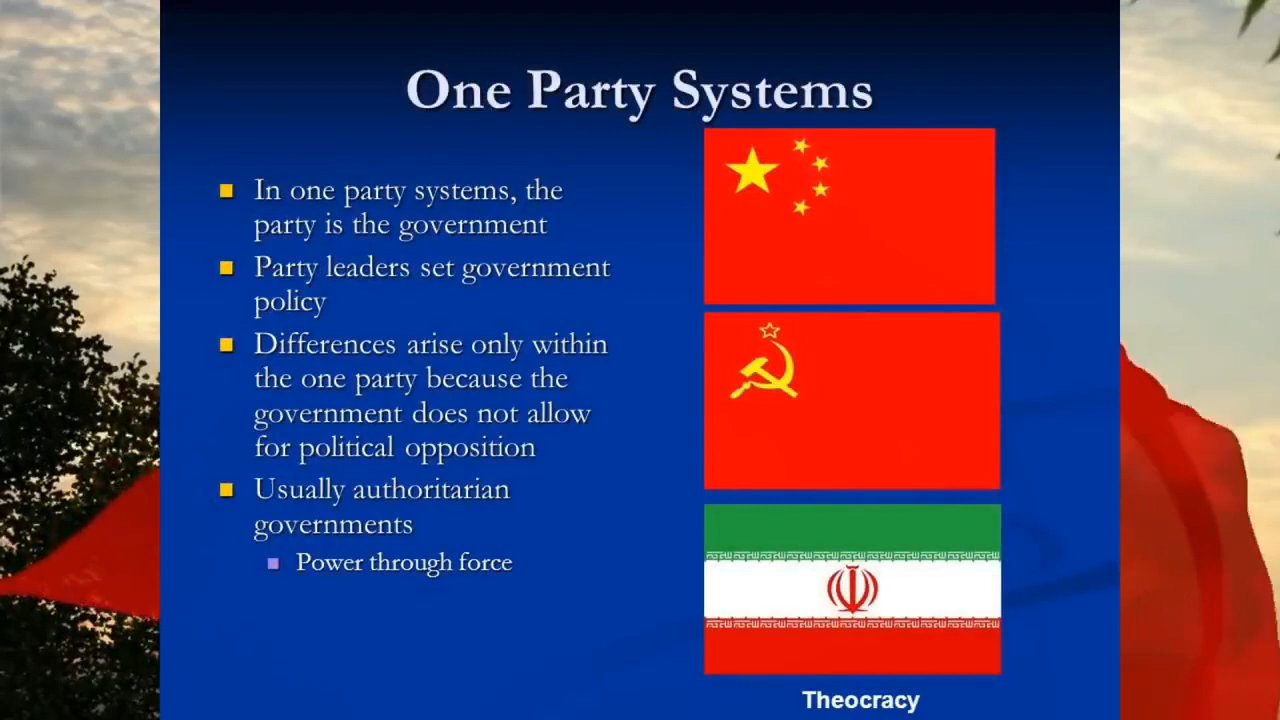 One Party Systems
In one party systems, the
party is the government
Party leaders set government
policy
Differences arise only within
the one party because the
government does not allow
for political opposition
Usually authoritarian
governments
Power through force
Theocracy